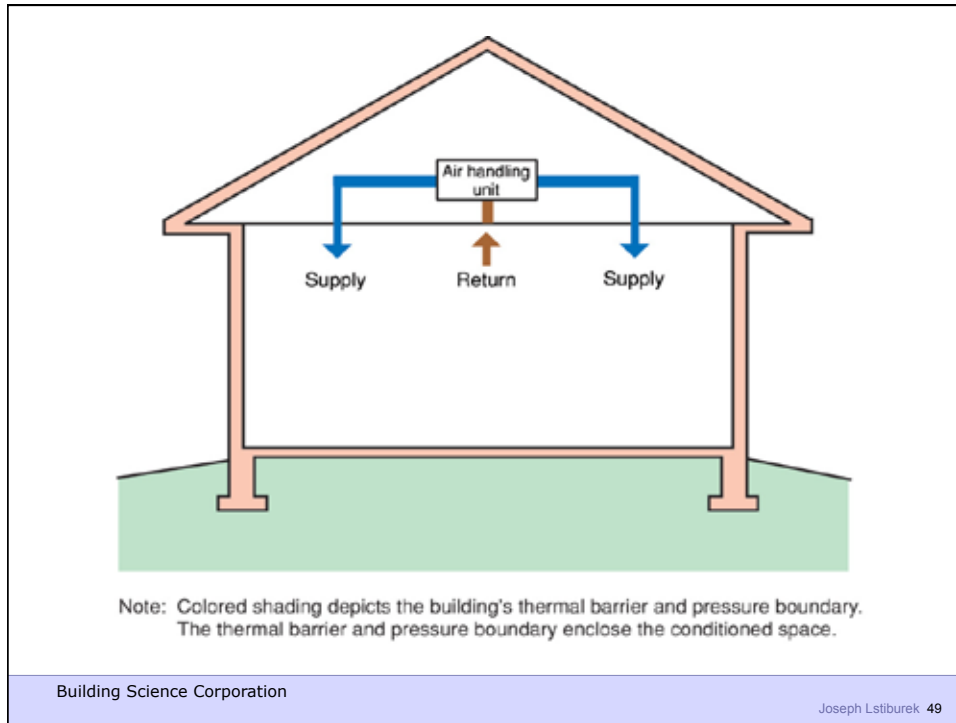 Air handling
unit
Supply
Return
Supply
Note: Colored shading depicts the building's thermal barrier and pressure boundary.
The thermal barrier and pressure boundary enclose the conditioned space.
Building Science Corporation
Joseph Lstiburek 49